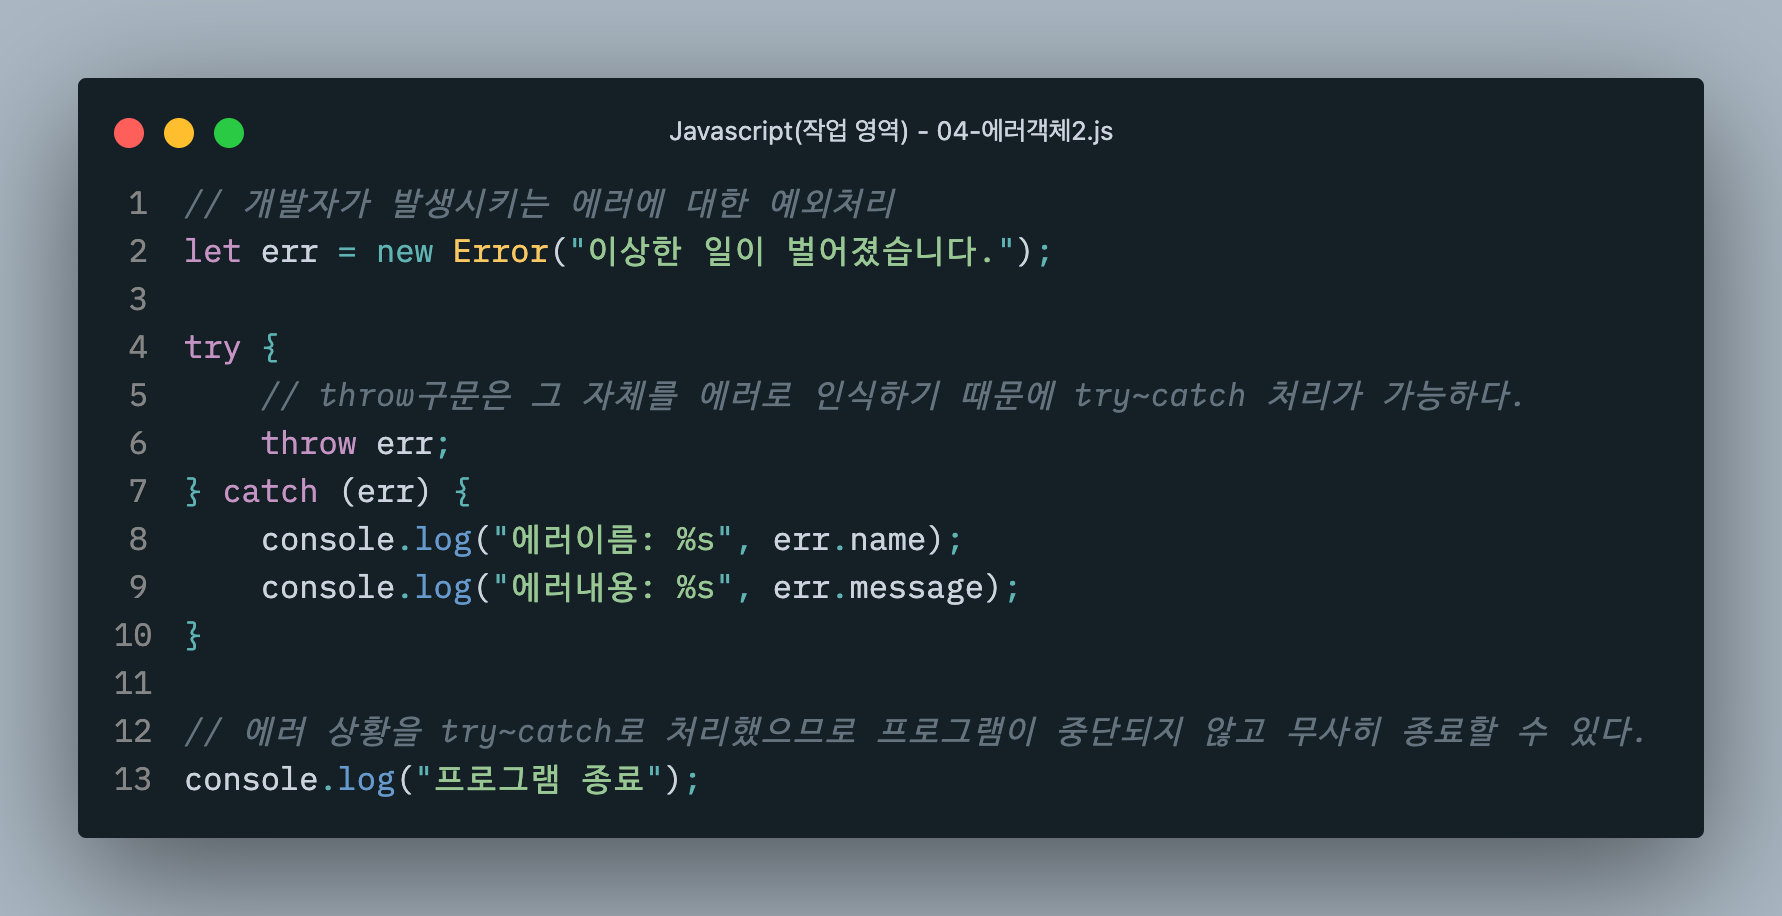 Javascript(작업 영역) - 04-에러객체2.js
1 // 개발자가 발생시키는 에러에 대한 예외처리
2 let err = new Error("이상한 일이 벌어졌습니다.");
3
4 try {
5     // throw구문은 그 자체를 에러로 인식하기 때문에 try~catch 처리가 가능하다.
6     throw err;
7 } catch (err) {
8     console.log("에러이름: %s", err.name);
9     console.log("에러내용: %s", err.message);
10 }
11
12 // 에러 상황을 try~catch로 처리했으므로 프로그램이 중단되지 않고 무사히 종료할 수 있다.
13 console.log("프로그램 종료");